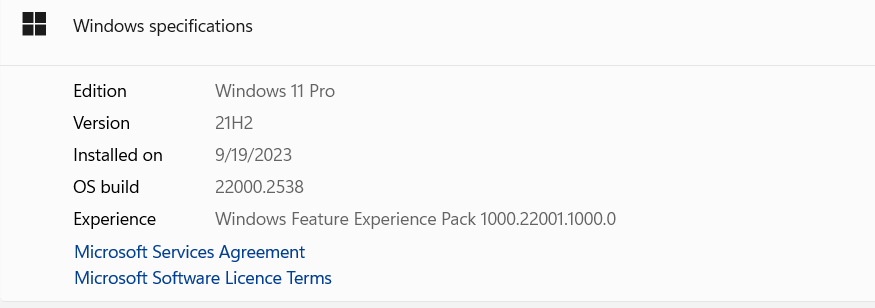 Windows specifications
Edition Windows 11 Pro
Version 21H2
Installed on 9/19/2023
OS build 22000.2538
Experience Windows Feature Experience Pack 1000.22001.1000.0
Microsoft Services Agreement
Microsoft Software Licence Terms